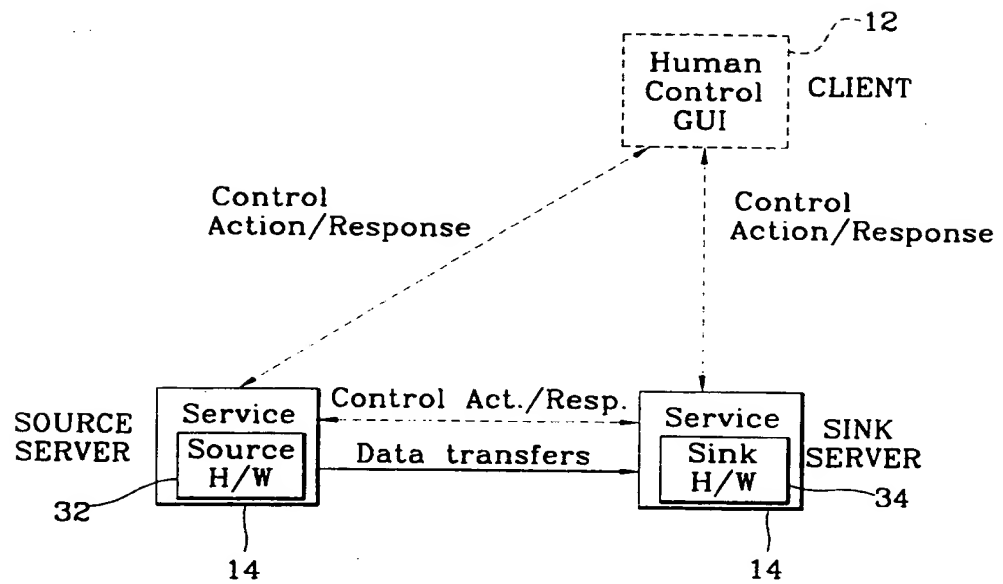 12
Human
Control
GUI
CLIENT
Control
Action/Response
Control
Action/Response
SOURCE
SERVER
Service
Source
H/W
Control Act./Resp.
Data transfers
Service
Sink
H/W
SINK
SERVER
32
34
14
14